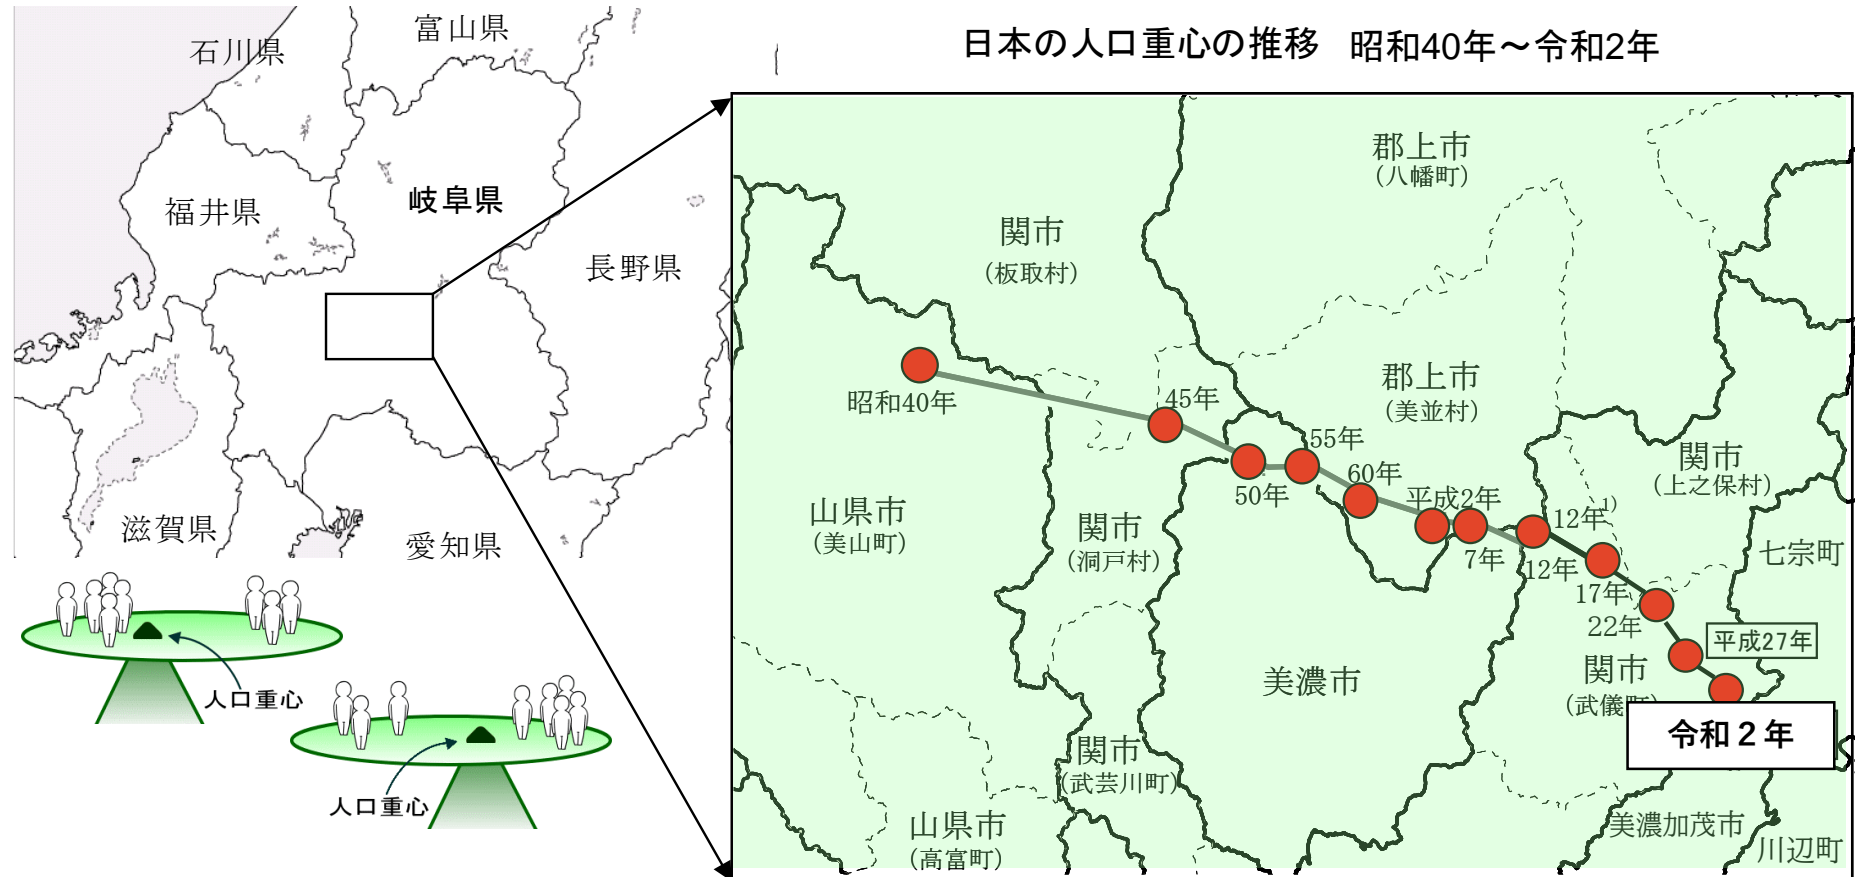 日本の人口重心の推移 昭和40年～令和2年
石川県
富山県
福井県
岐阜県
長野県
滋賀県
愛知県
人口重心
人口重心
郡上市
（八幡町）
関市
（板取村）
郡上市
（美並村）
関市
（上之保村）
山県市
（美山町）
関市
（洞戸村）
七宗町
美濃市
関市
（武儀町）
関市
（武芸川町）
山県市
（高富町）
美濃加茂市
川辺町
昭和40年
45年
50年
55年
60年
平成2年
7年
12年1)
12年
17年
22年
平成27年
令和２年